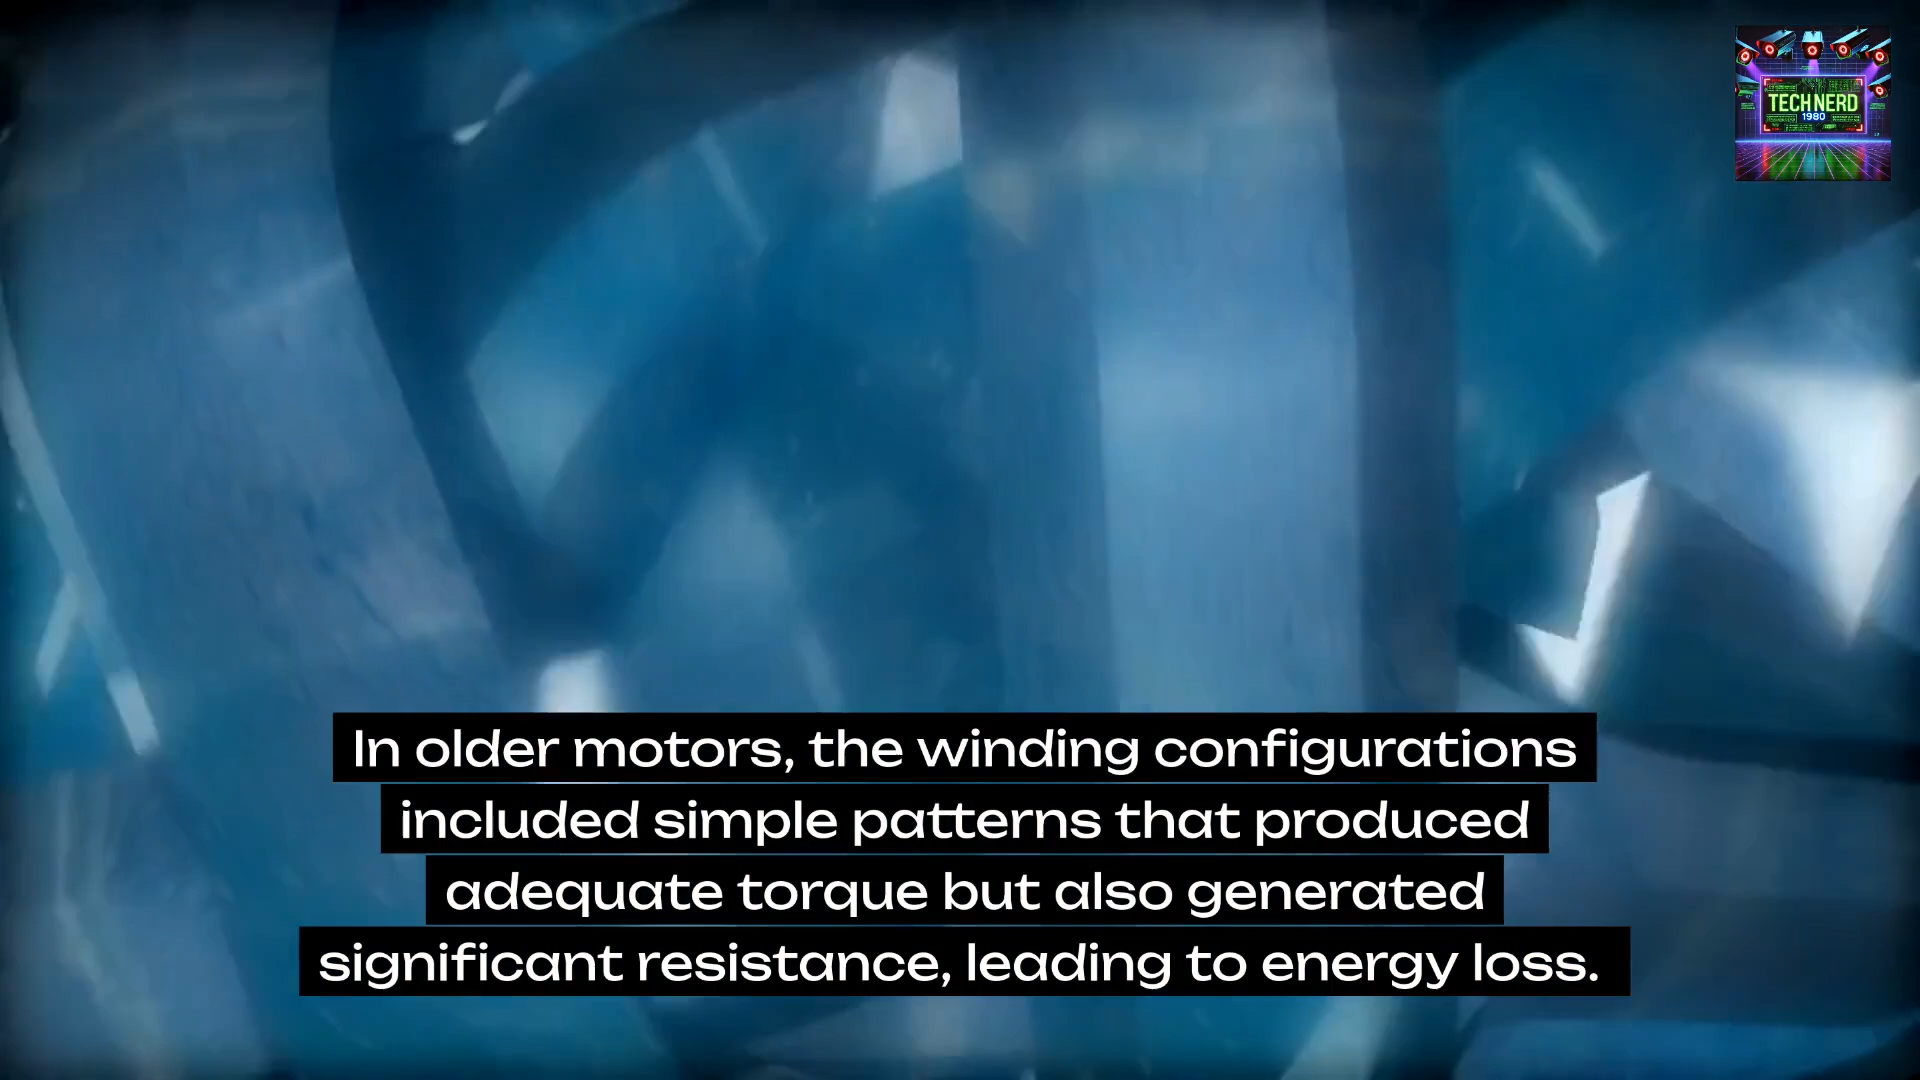 TECH NERD
1980
In older motors, the winding configurations
included simple patterns that produced
adequate torque but also generated
significant resistance, leading to energy loss.